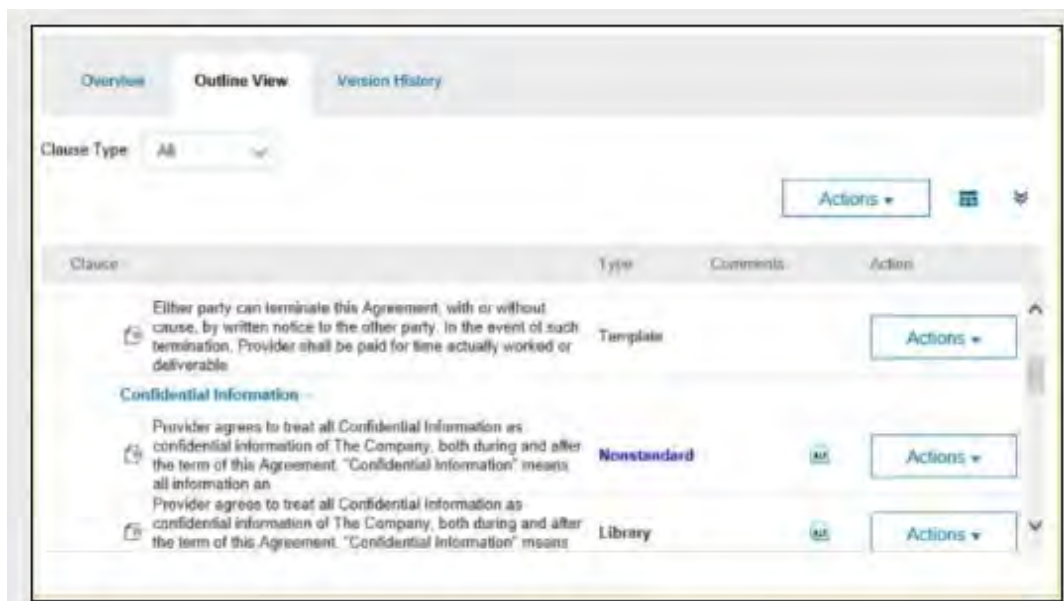 Overview Outline View Version History
Clause Type All
Actions
Clause Type Comments Action
Either party can terminate this Agreement, with or without
cause, by written notice to the other party. In the event of such
termination, Provider shall be paid for time actually worked or
deliverable
Template
Actions
Confidential Information
Provider agrees to treat all Confidential Information as
confidential information of The Company, both during and after
the term of this Agreement. "Confidential Information" means
all information an
Nonstandard
Actions
Provider agrees to treat all Confidential Information as
confidential information of The Company, both during and after
the term of this Agreement. "Confidential Information" means
Library
Actions